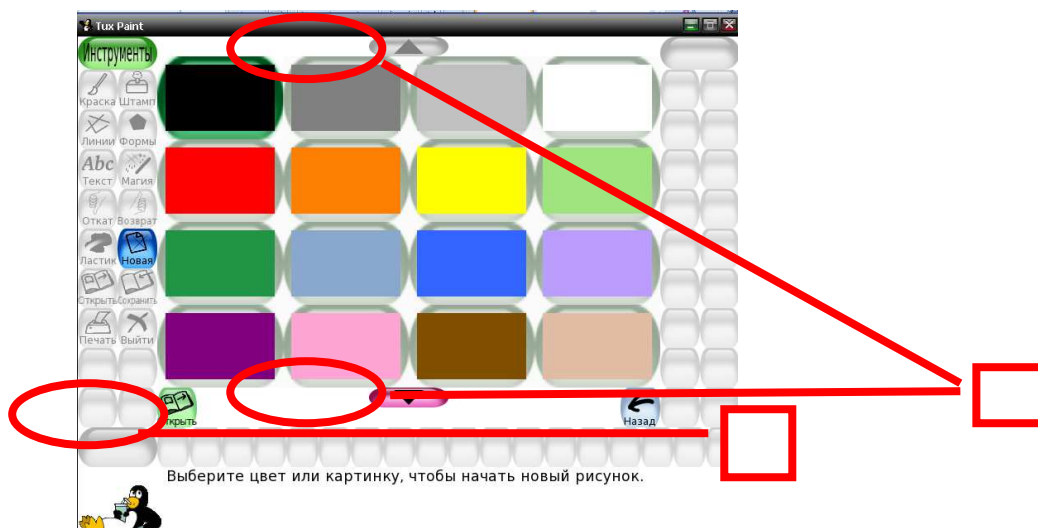 Tux Paint
Инструменты
Краска Штамп
Линии Формы
Abc
Текст Магия
Откат Возврат
Ластик Новая
Открыть Сохранить
Печать Выйти
ткрыть
Назад
Выберите цвет или картинку, чтобы начать новый рисунок.